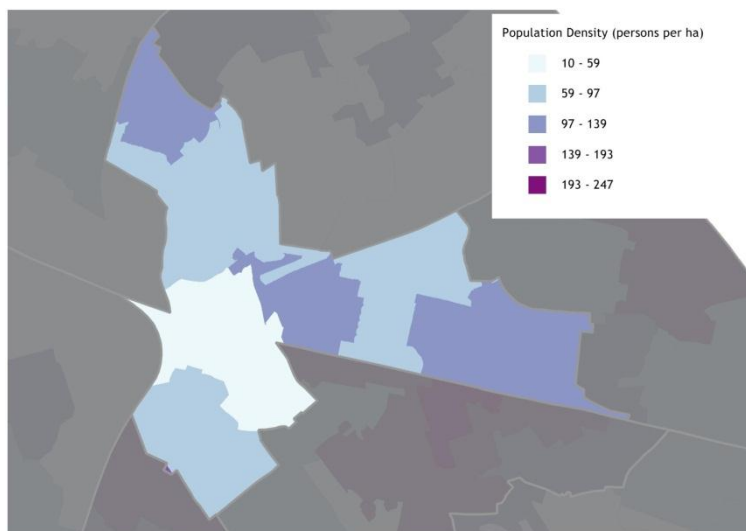 Population Density (persons per ha)
10 - 59
59 - 97
97 - 139
139 - 193
193 - 247